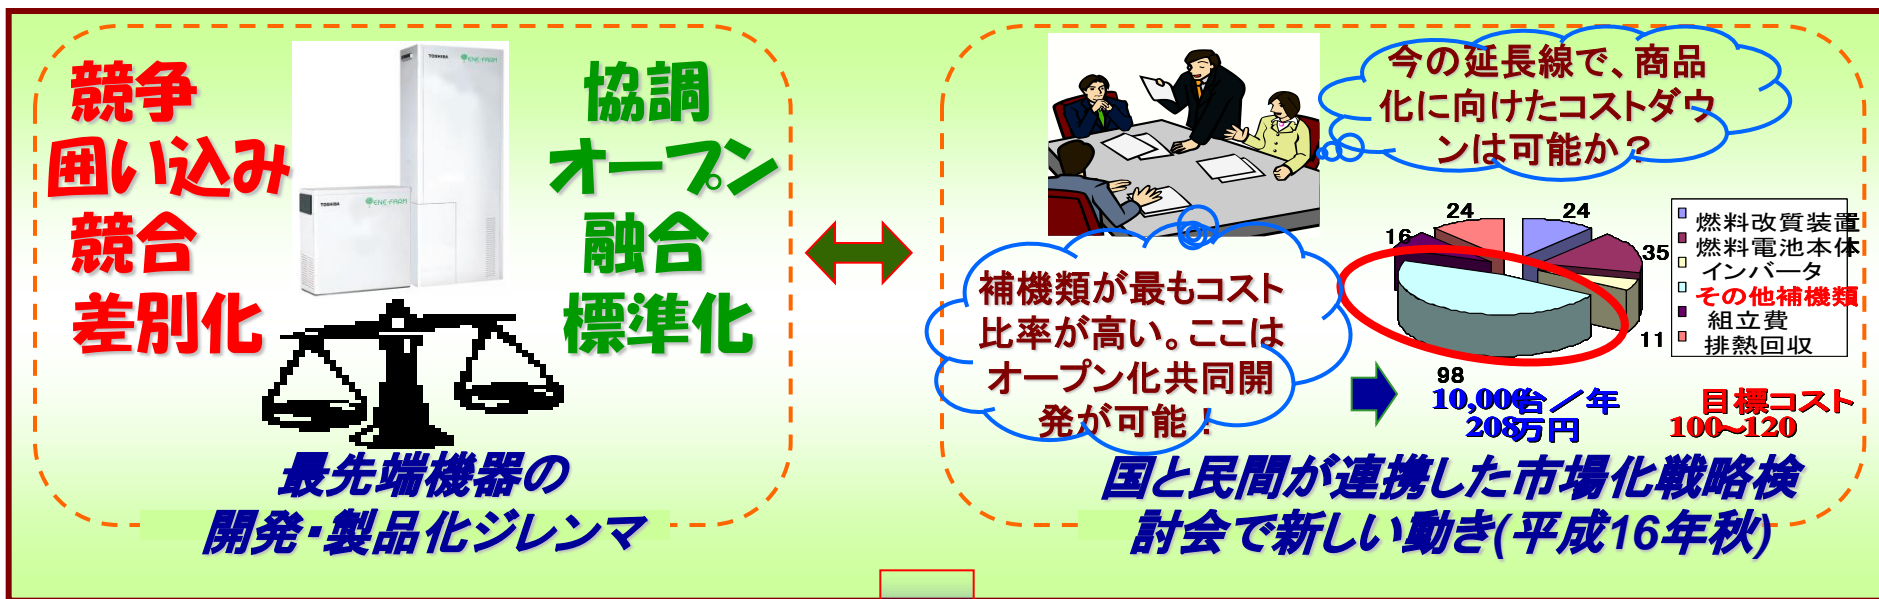 競争
囲い込み
競合
差別化
TOSHIBA
ENE-FARM
TOSHIBA
ENE-FARM
協調
オープン
融合
標準化
最先端機器の
開発・製品化ジレンマ
今の延長線で、商品
化に向けたコストダウ
ンは可能か？
補機類が最もコスト
比率が高い。ここは
オープン化共同開
発が可能！
24
24
16
35
11
98
燃料改質装置
燃料電池本体
インバータ
その他補機類
組立費
排熱回収
10,000台／年
208万円
目標コスト
100～120
国と民間が連携した市場化戦略検
討会で新しい動き(平成16年秋)